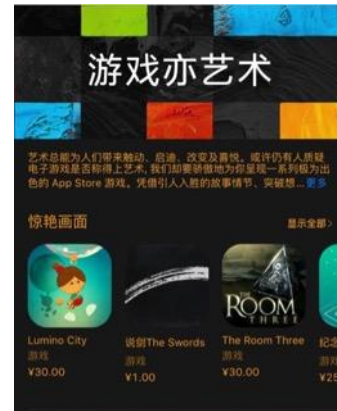 游戏亦艺术
艺术总能为人们带来触动、启迪、改变及喜悦。或许仍有人质疑
电子游戏是否称得上艺术,我们却要骄傲地为你呈现一系列极为出
色的 App Store 游戏。凭借引人入胜的故事情节、突破想...更多
惊艳画面 显示全部>
THE
ROOM
THREE
Lumino City 说剑The Swords The Room Three 纪念
游戏 游戏 游戏 游戏
¥30.00 ¥1.00 ¥30.00 ¥25